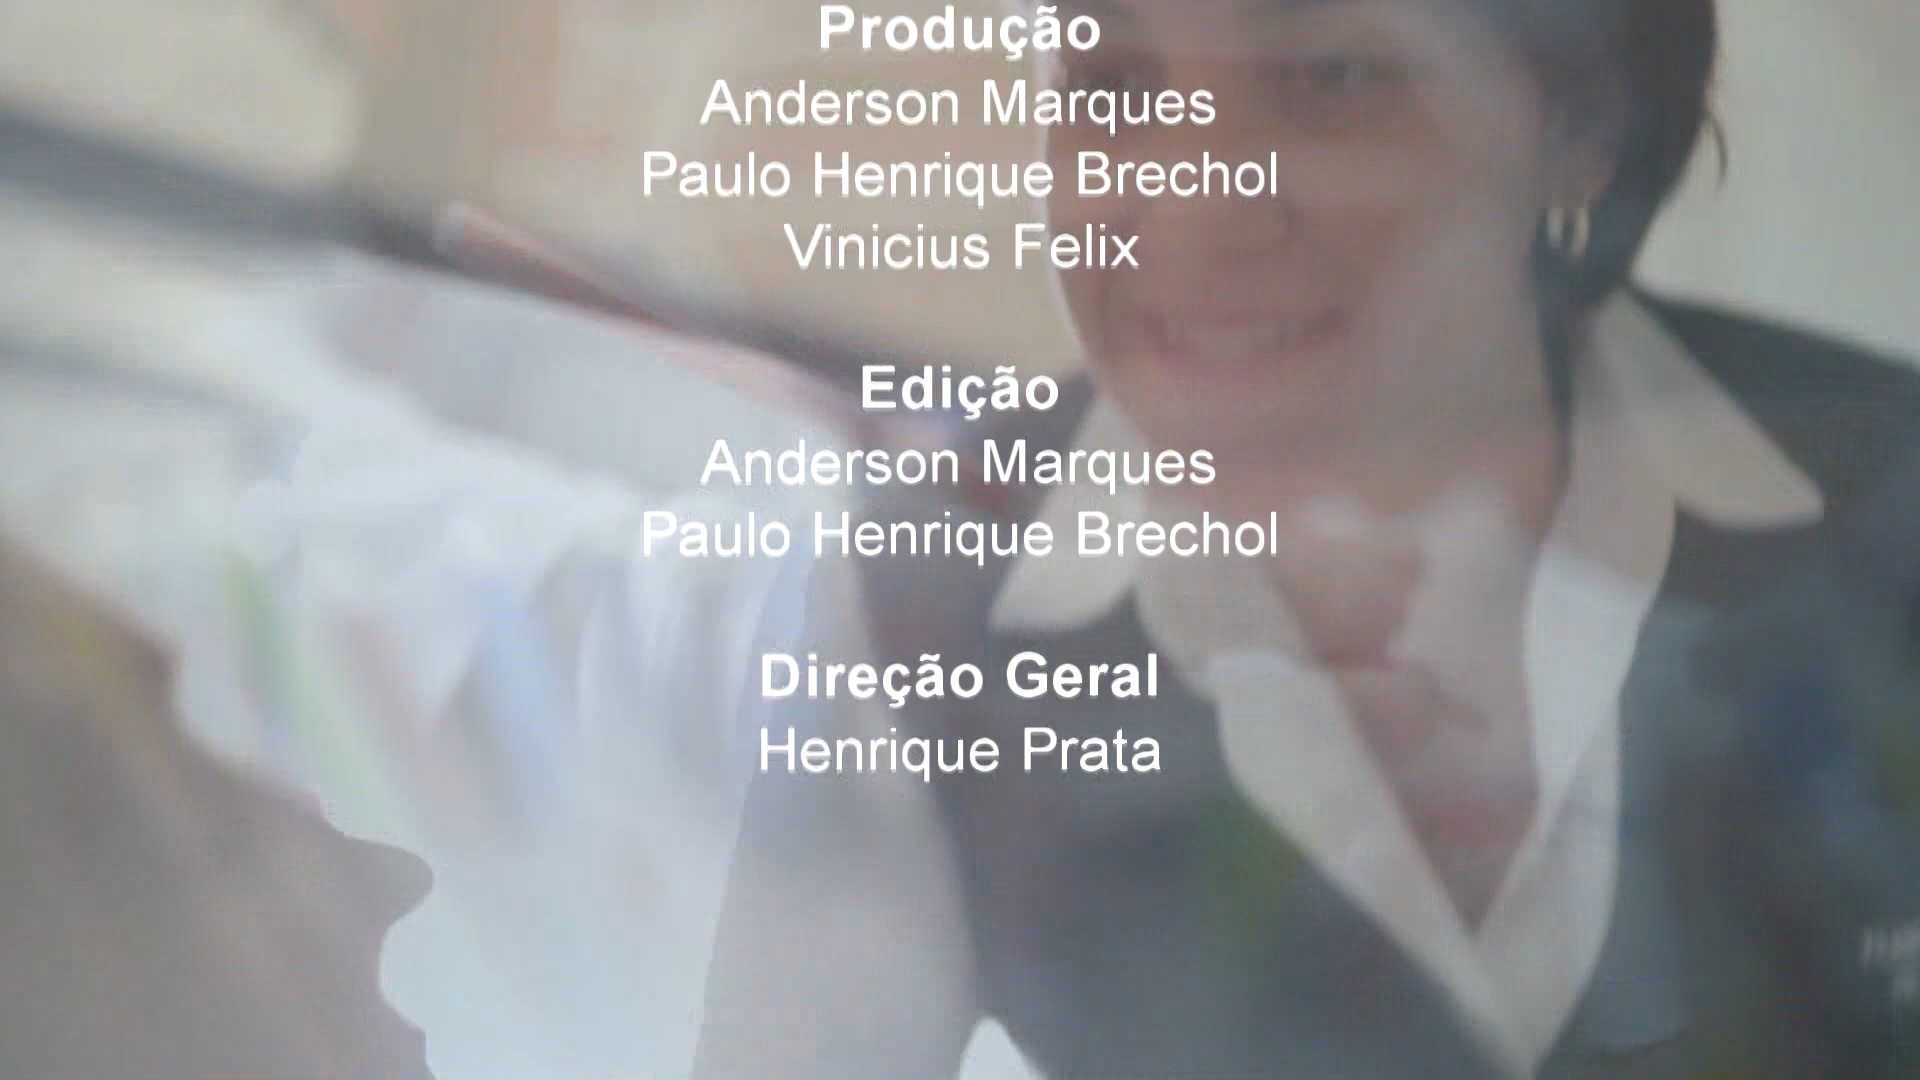 Produção
Anderson Marques
Paulo Henrique Brechol
Vinicius Felix
Edição
Anderson Marques
Paulo Henrique Brechol
Direção Geral
Henrique Prata